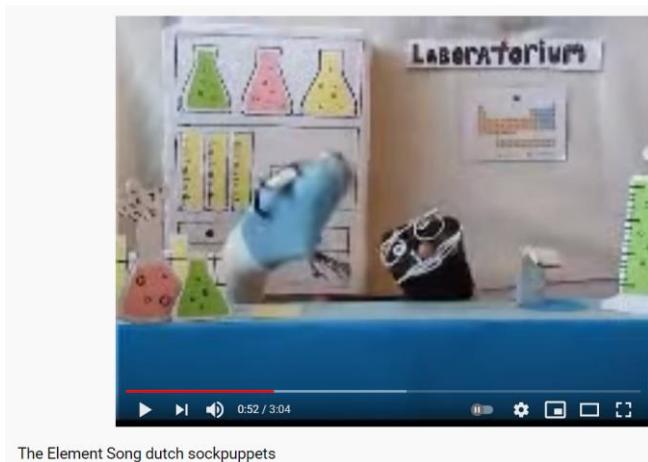 LABORATORIUM
0:52 / 3:04
The Element Song dutch sockpuppets